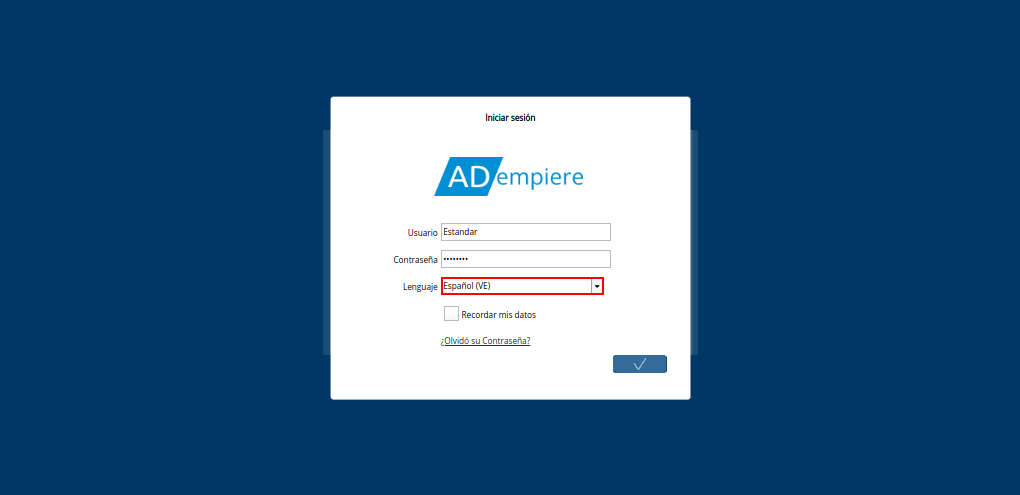 Iniciar sesión
ADempiere
Usuario Estandar
Contraseña ••••••••
Lenguaje Español (VE)
Recordar mis datos
¿Olvidó su Contraseña?